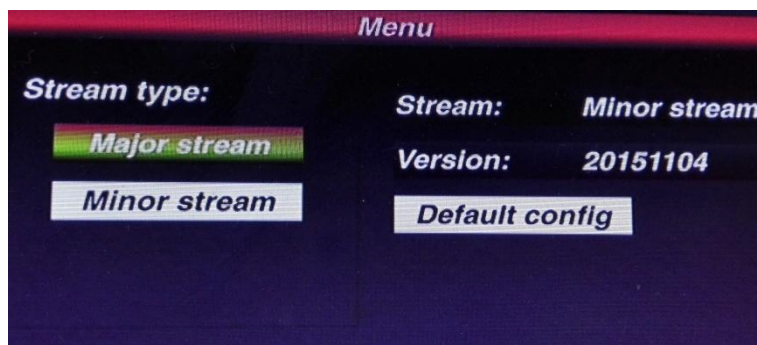 Menu
Stream type:
Major stream
Minor stream
Stream: Minor stream
Version: 20151104
Default config